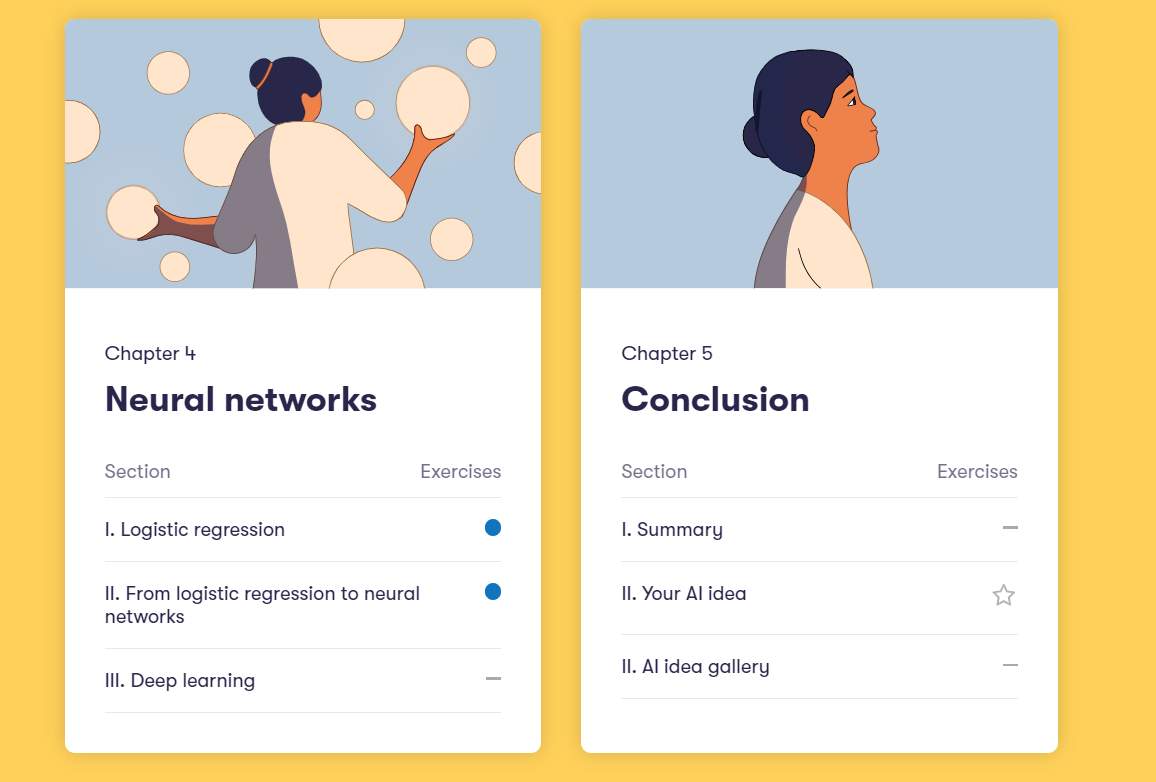 Chapter 4
Neural networks
Section Exercises
I. Logistic regression
II. From logistic regression to neural
networks
III. Deep learning
Chapter 5
Conclusion
Section Exercises
I. Summary
II. Your AI idea
II. AI idea gallery